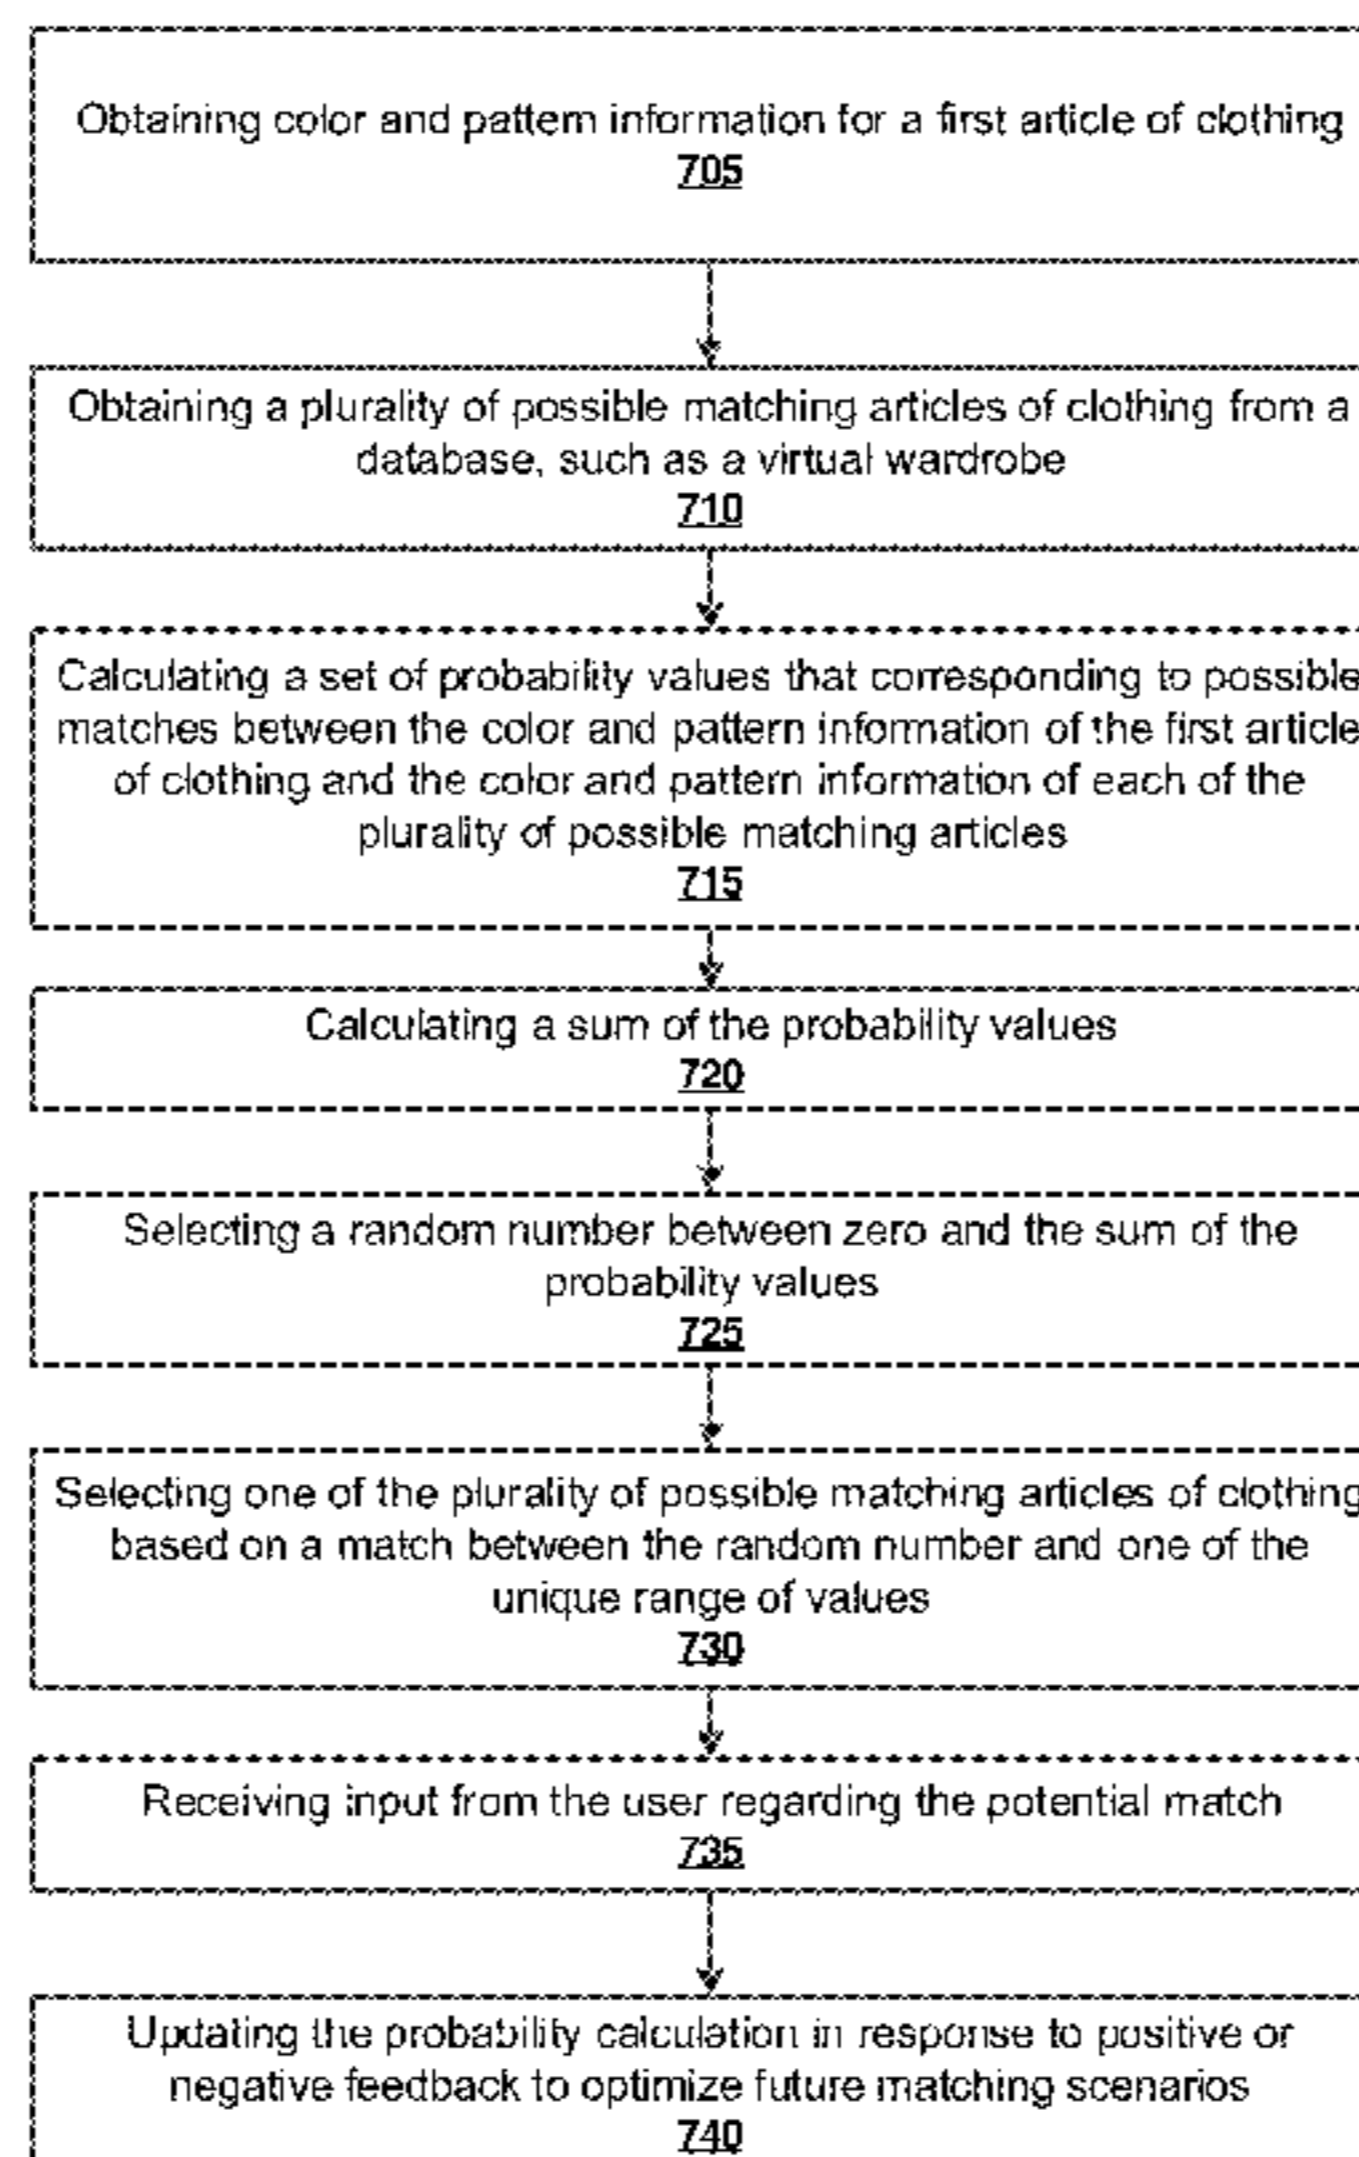 Obtaining color and pattern information for a first article of clothing
705
Obtaining a plurality of possible matching articles of clothing from a
database, such as a virtual wardrobe
710
Calculating a set of probability values that corresponding to possible
matches between the color and pattern information of the first article
of clothing and the color and pattern information of each of the
plurality of possible matching articles
715
Calculating a sum of the probability values
720
Selecting a random number between zero and the sum of the
probability values
725
Selecting one of the plurality of possible matching articles of clothing
based on a match between the random number and one of the
unique range of values
730
Receiving input from the user regarding the potential match
735
Updating the probability calculation in response to positive or
negative feedback to optimize future matching scenarios
740